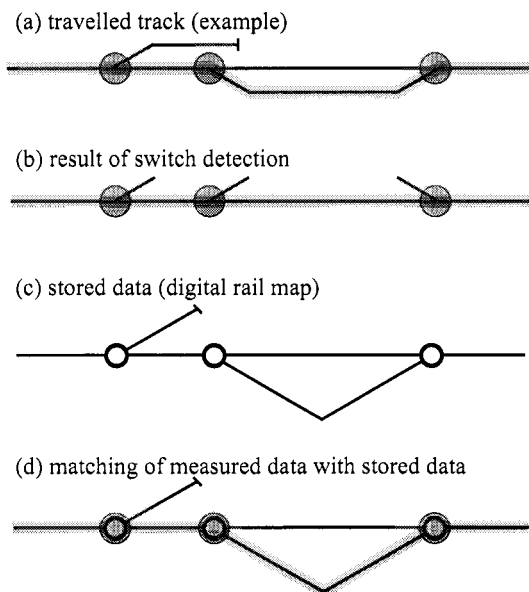 (a) travelled track (example)
(b) result of switch detection
(c) stored data (digital rail map)
(d) matching of measured data with stored data